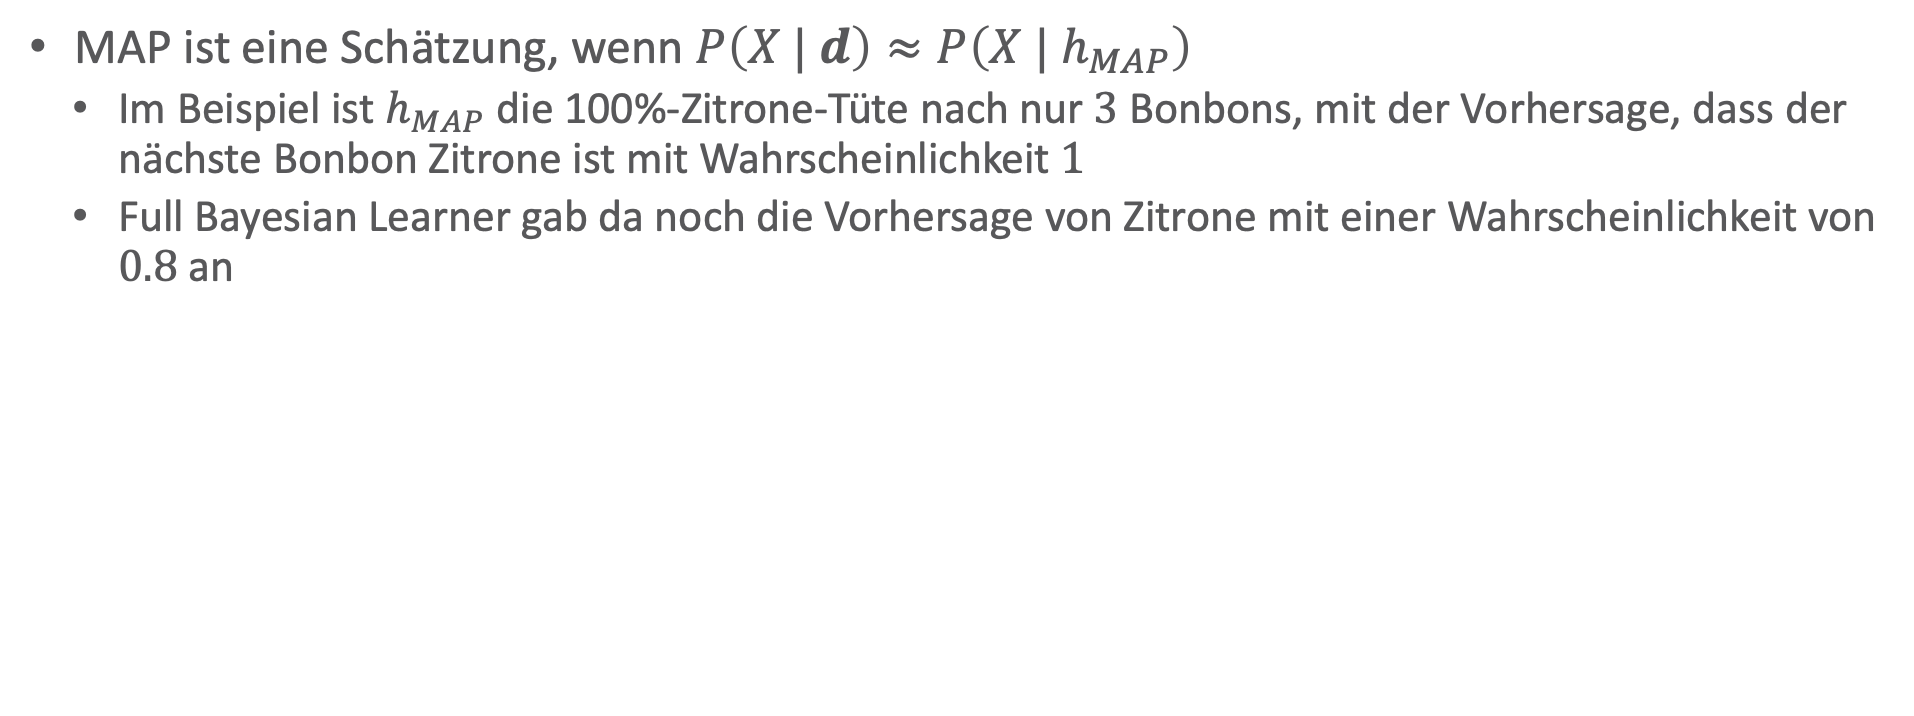 • MAP ist eine Schätzung, wenn P(X | d) ≈ P(X | h_MAP)
• Im Beispiel ist h_MAP die 100%-Zitrone-Tüte nach nur 3 Bonbons, mit der Vorhersage, dass der
nächste Bonbon Zitrone ist mit Wahrscheinlichkeit 1
• Full Bayesian Learner gab da noch die Vorhersage von Zitrone mit einer Wahrscheinlichkeit von
0.8 an